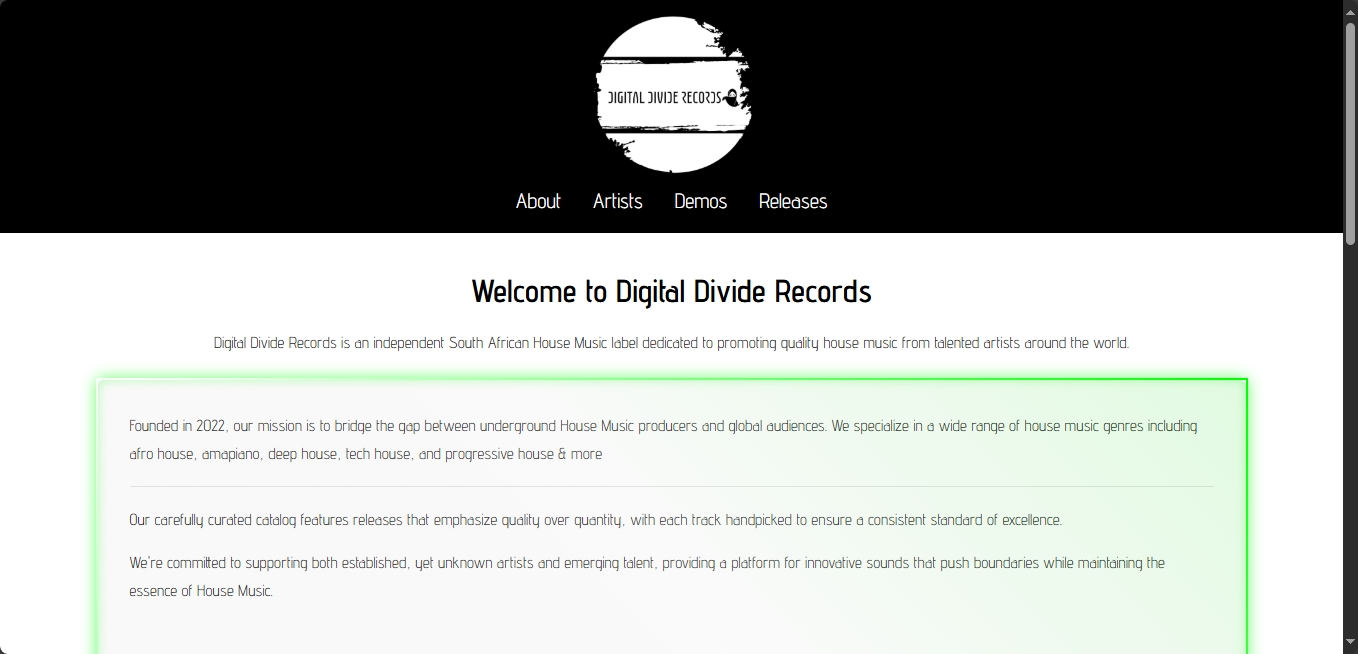 DIGITAL DIVIDE RECORDS
About Artists Demos Releases
Welcome to Digital Divide Records
Digital Divide Records is an independent South African House Music label dedicated to promoting quality house music from talented artists around the world.
Founded in 2022, our mission is to bridge the gap between underground House Music producers and global audiences. We specialize in a wide range of house music genres including
afro house, amapiano, deep house, tech house, and progressive house & more
Our carefully curated catalog features releases that emphasize quality over quantity, with each track handpicked to ensure a consistent standard of excellence.
We're committed to supporting both established, yet unknown artists and emerging talent, providing a platform for innovative sounds that push boundaries while maintaining the
essence of House Music.